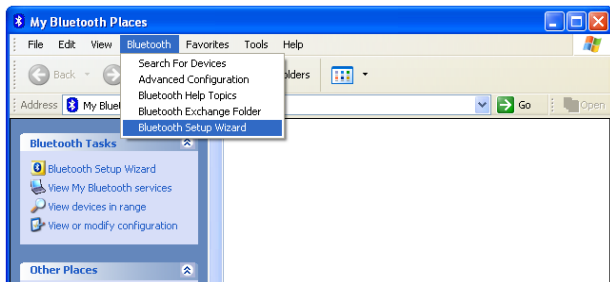 My Bluetooth Places
File Edit View Bluetooth Favorites Tools Help
Search For Devices
Advanced Configuration
Bluetooth Help Topics
Bluetooth Exchange Folder
Bluetooth Setup Wizard
Back
Address My Go Open
Bluetooth Tasks
Bluetooth Setup Wizard
View My Bluetooth services
View devices in range
View or modify configuration
Other Places